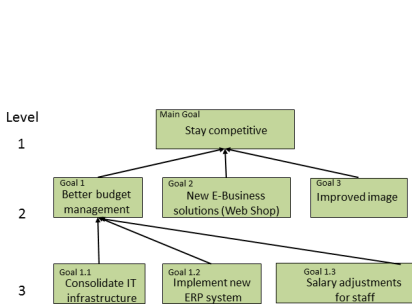 Level
Main Goal
Stay competitive
1
Goal 1
Better budget
management
Goal 2
New E-Business
solutions (Web Shop)
Goal 3
Improved image
2
Goal 1.1
Consolidate IT
infrastructure
Goal 1.2
Implement new
ERP system
Goal 1.3
Salary adjustments
for staff
3